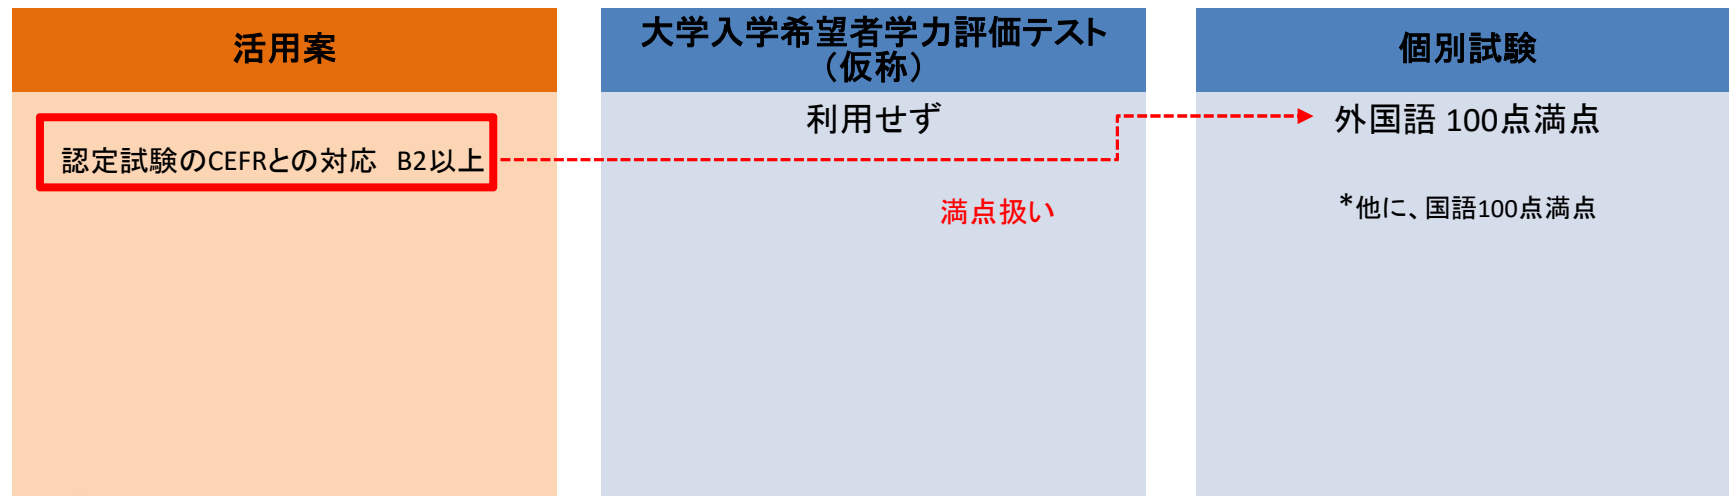 活用案
認定試験のCEFRとの対応　B2以上
大学入学希望者学力評価テスト
（仮称）
利用せず
満点扱い
個別試験
外国語 100点満点
*他に、国語100点満点